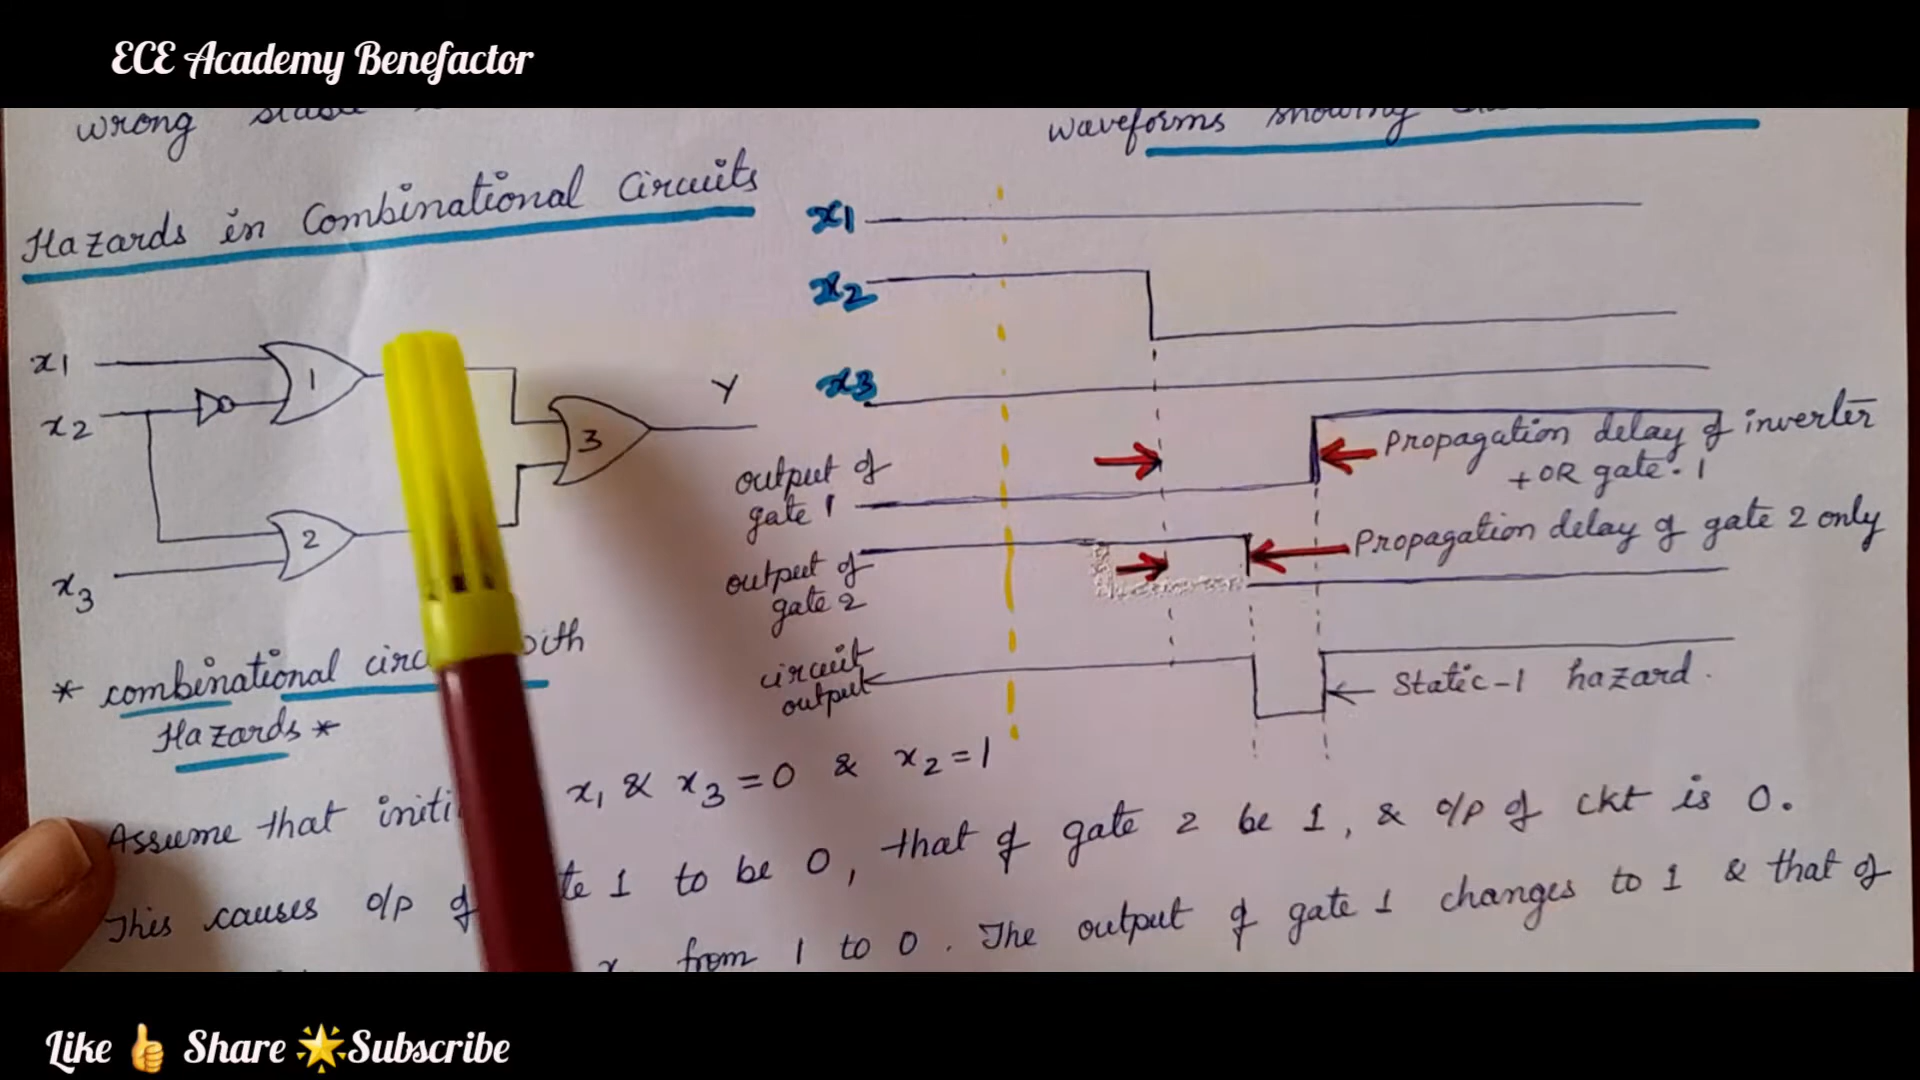 ECE Academy Benefactor
wrong
waveforms showing
Hazards in Combinational Circuits
x1
x2
x3
1
2
3
Y
* combinational with
Hazards *
x1
x2
x3
output of
gate 1
output of
gate 2
circuit
output
Propagation delay of inverter
+ OR gate - 1
Propagation delay of gate 2 only
Static-1 hazard.
Assume that x1 & x3 = 0 & x2 = 1
This causes o/p of 1 to be 0, that of gate 2 be 1, & o/p of ckt is 0.
from 1 to 0. The output of gate 1 changes to 1 & that of
Like 👍 Share 🌟Subscribe